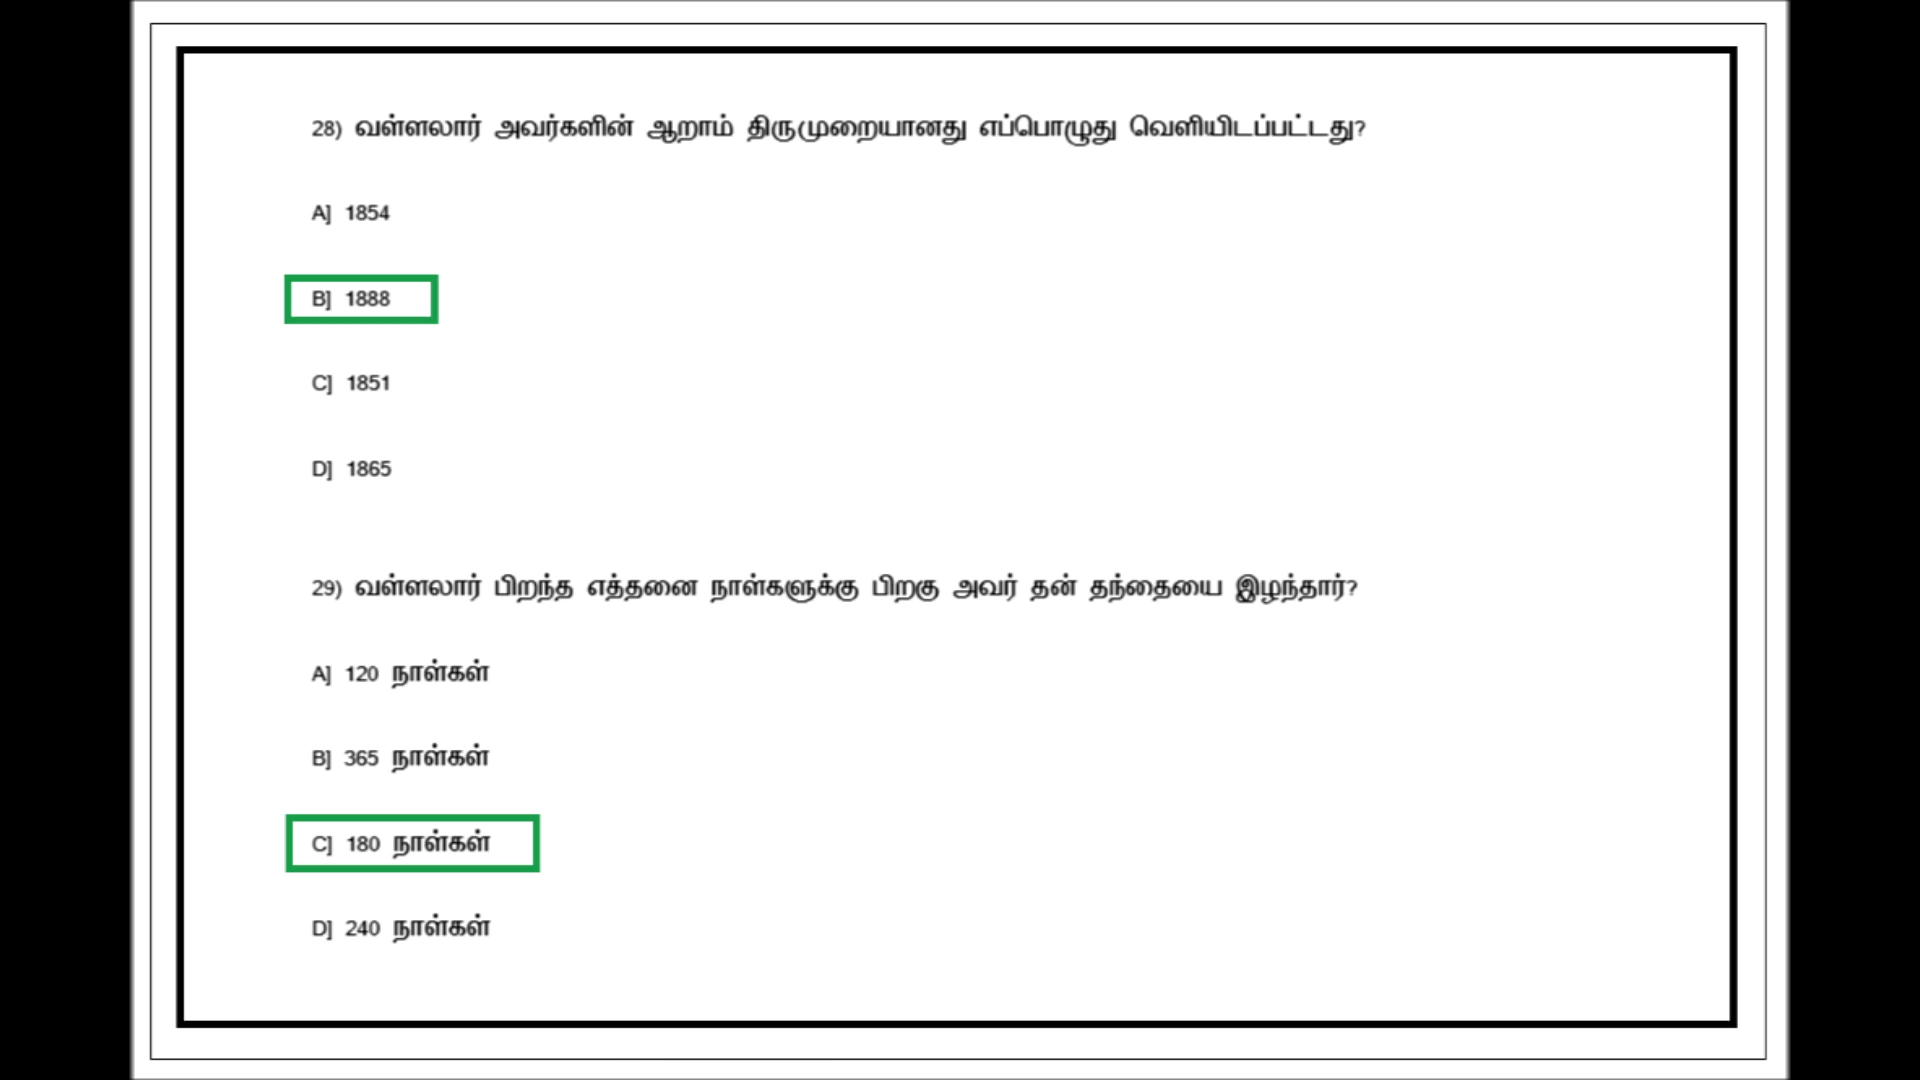 28) வள்ளலார் அவர்களின் ஆறாம் திருமுறையானது எப்பொழுது வெளியிடப்பட்டது?
A] 1854
B] 1888
C] 1851
D] 1865
29) வள்ளலார் பிறந்த எத்தனை நாள்களுக்கு பிறகு அவர் தன் தந்தையை இழந்தார்?
A] 120 நாள்கள்
B] 365 நாள்கள்
C] 180 நாள்கள்
D] 240 நாள்கள்